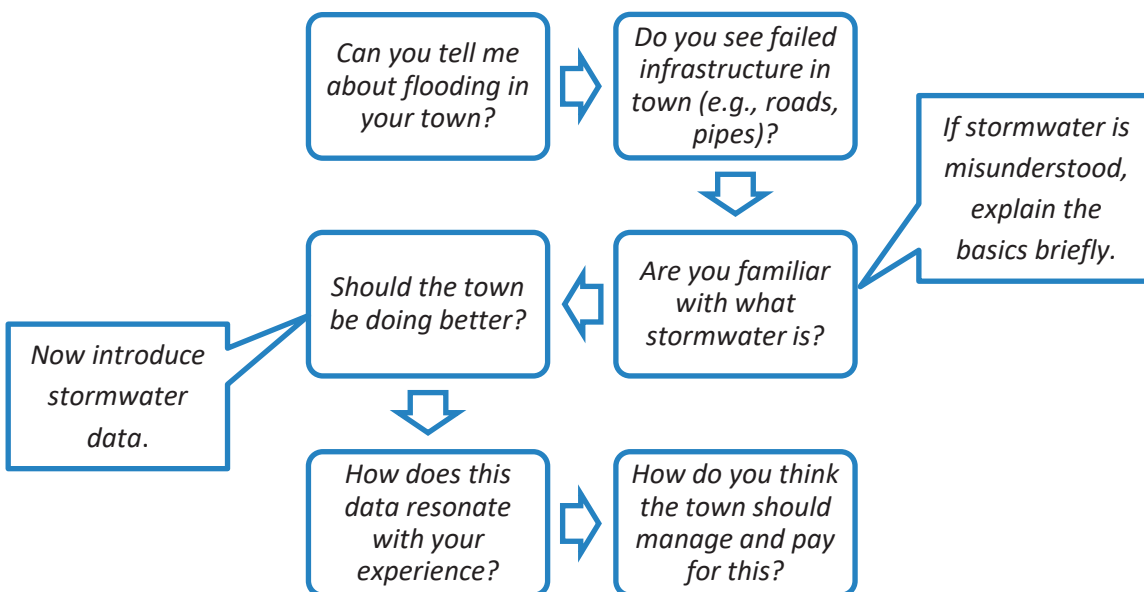 Can you tell me
about flooding in
your town?
Do you see failed
infrastructure in
town (e.g., roads,
pipes)?
If stormwater is
misunderstood,
explain the
basics briefly.
Are you familiar
with what
stormwater is?
Should the town
be doing better?
Now introduce
stormwater
data.
How does this
data resonate
with your
experience?
How do you think
the town should
manage and pay
for this?